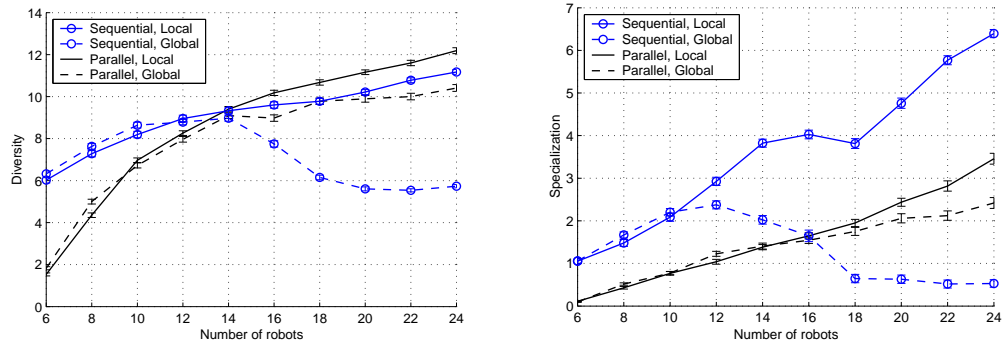 14
12
10
8
6
4
2
0
Diversity
Sequential, Local
Sequential, Global
Parallel, Local
Parallel, Global
6 8 10 12 14 16 18 20 22 24
Number of robots
7
6
5
4
3
2
1
0
Specialization
Sequential, Local
Sequential, Global
Parallel, Local
Parallel, Global
6 8 10 12 14 16 18 20 22 24
Number of robots